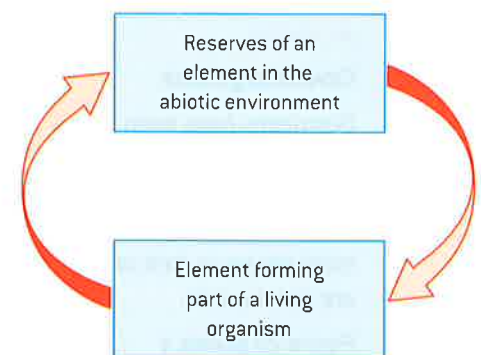 Reserves of an
element in the
abiotic environment
Element forming
part of a living
organism